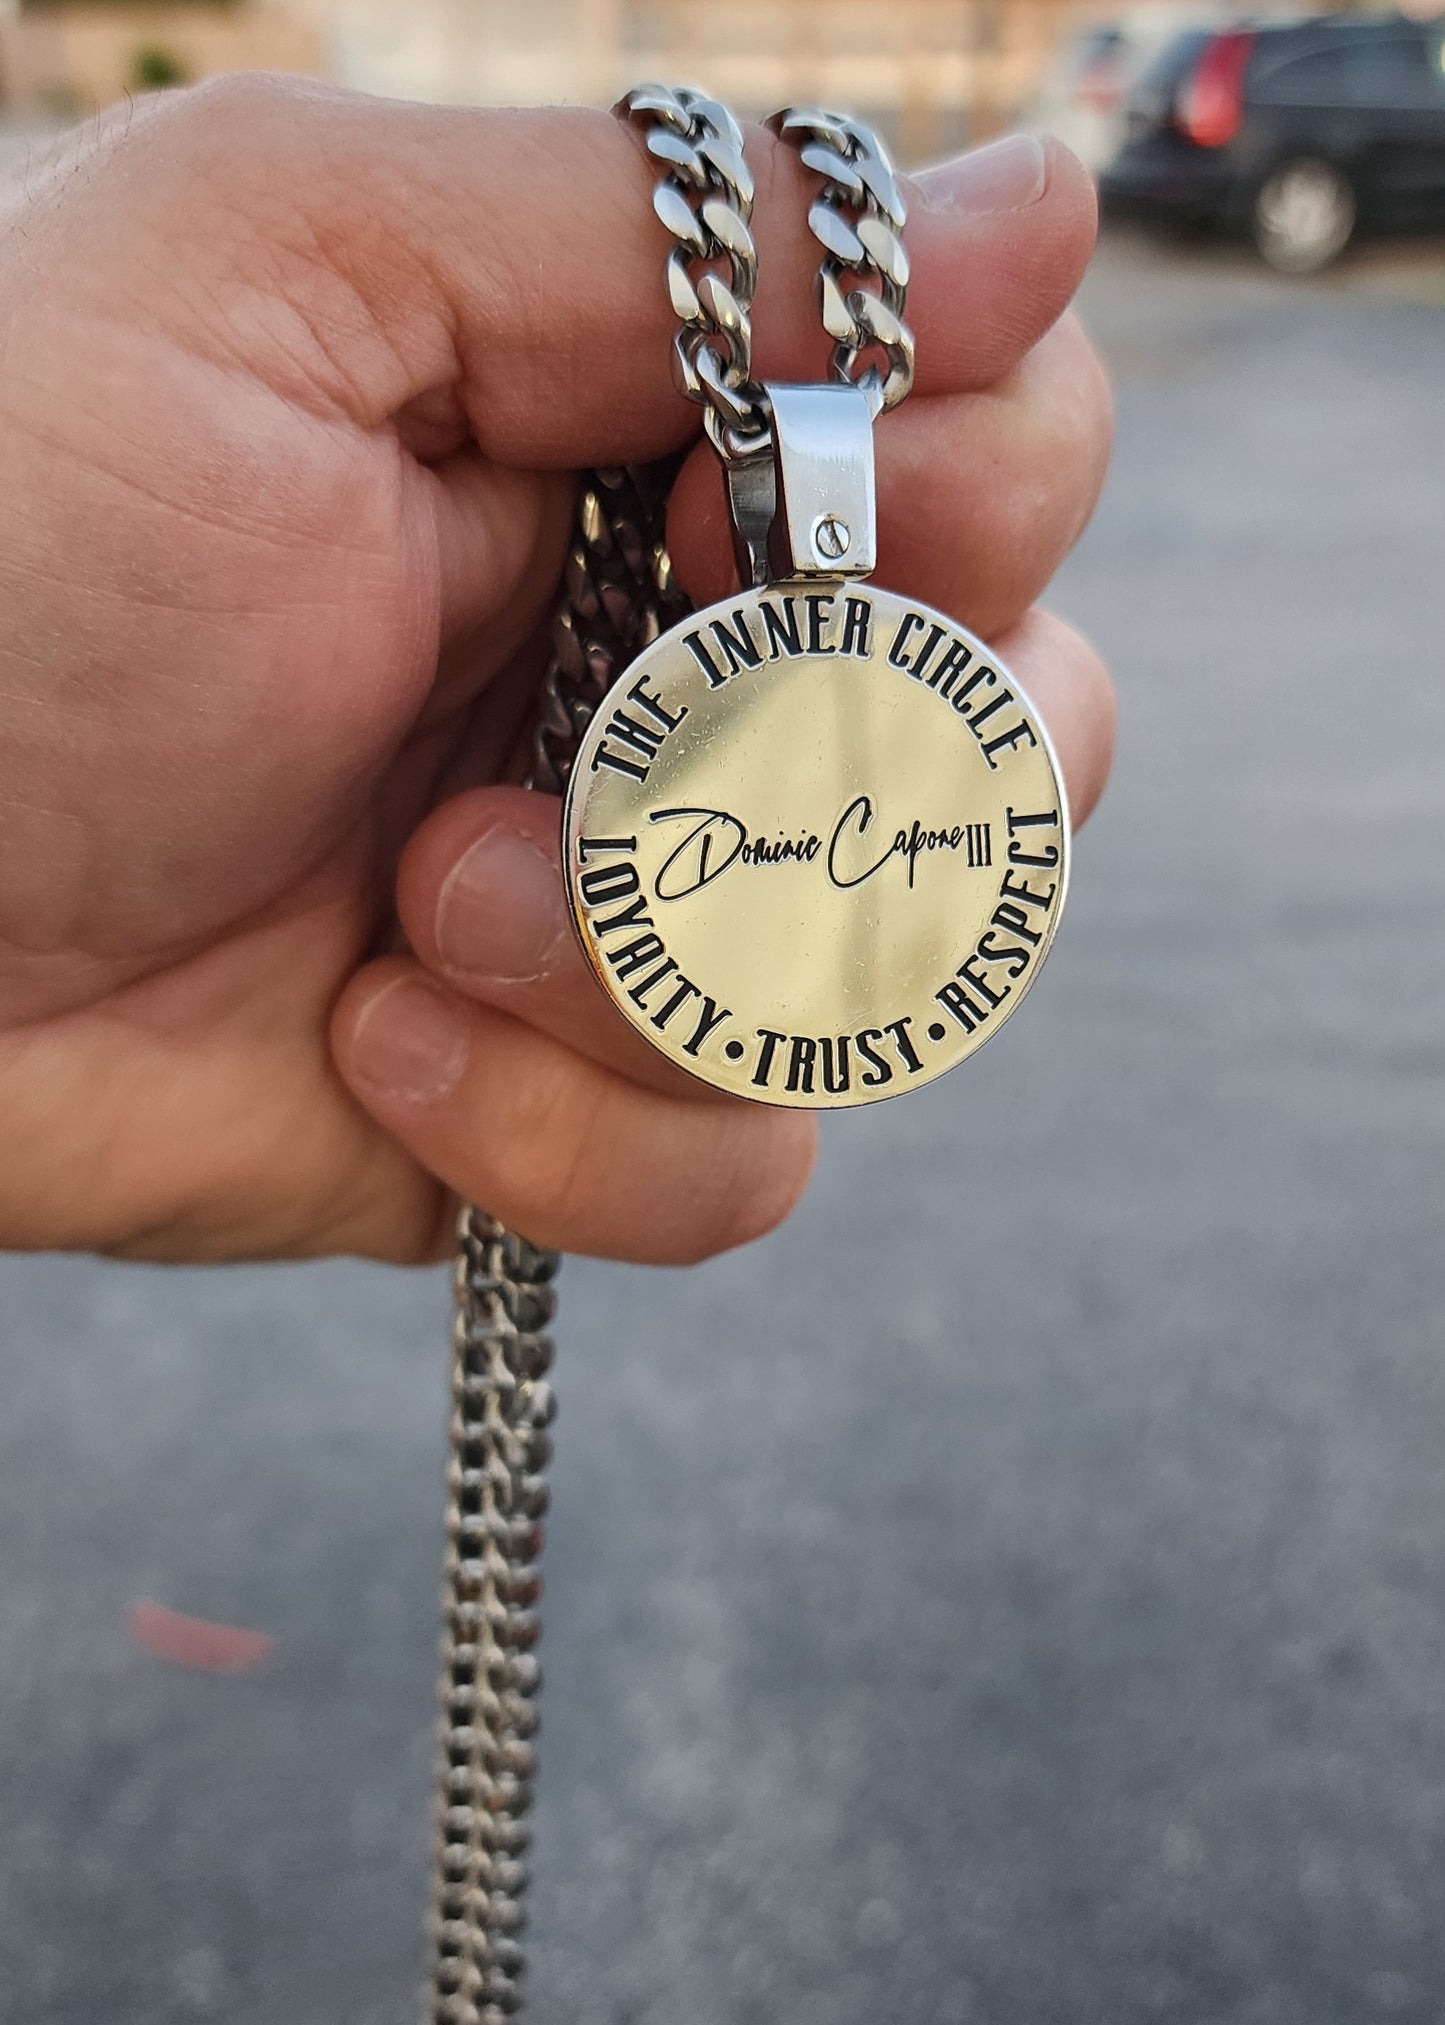 THE INNER CIRCLE
Dominic Capone III
LOYALTY • TRUST • RESPECT